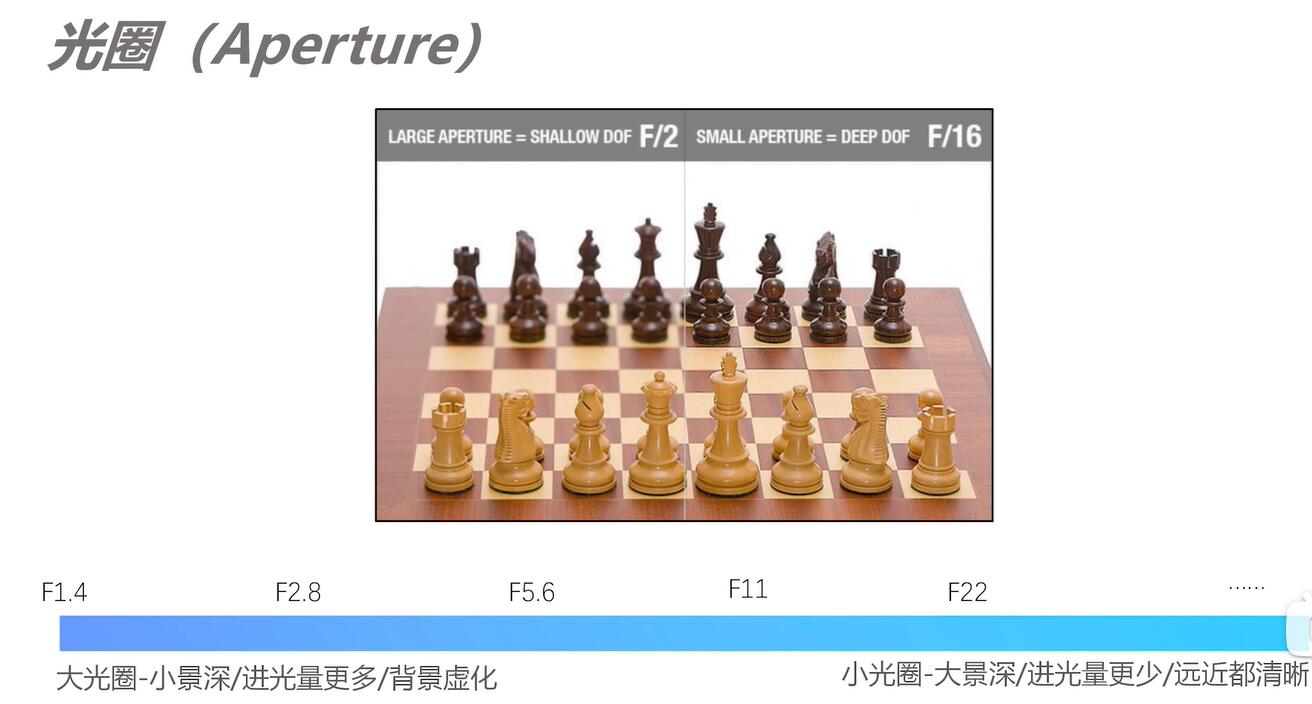 光圈（Aperture）
LARGE APERTURE = SHALLOW DOF F/2
SMALL APERTURE = DEEP DOF F/16
F1.4 F2.8 F5.6 F11 F22 ……
大光圈-小景深/进光量更多/背景虚化
小光圈-大景深/进光量更少/远近都清晰